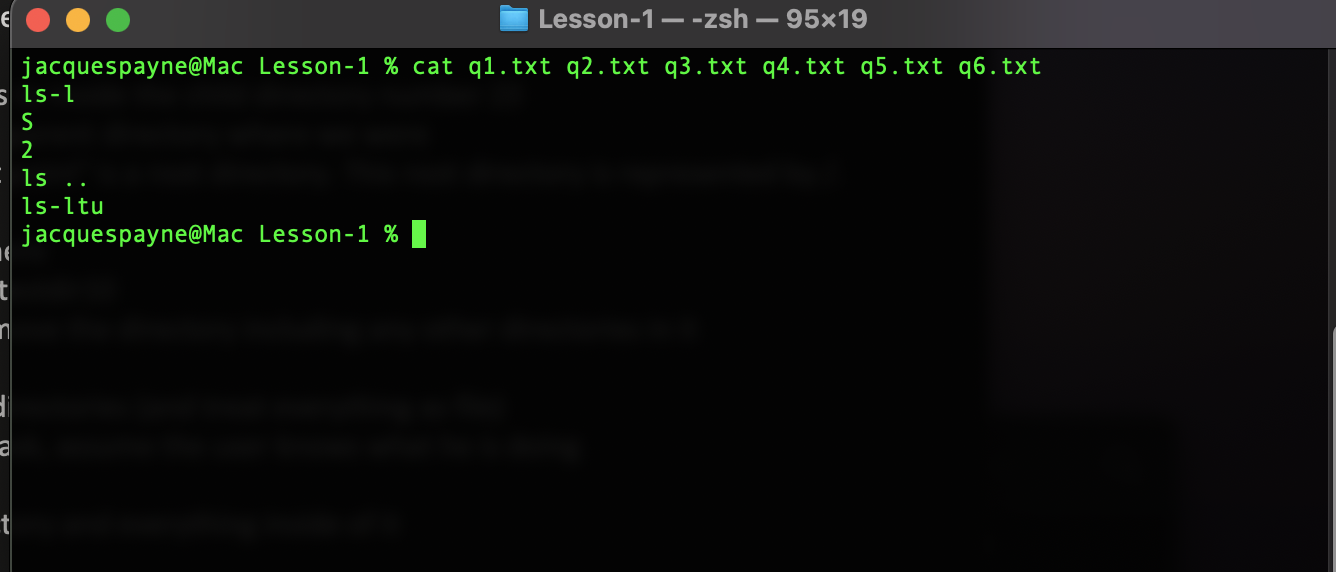 Lesson-1 — -zsh — 95×19
jacquespayne@Mac Lesson-1 % cat q1.txt q2.txt q3.txt q4.txt q5.txt q6.txt
ls-l
S
2
ls ..
ls-ltu
jacquespayne@Mac Lesson-1 %